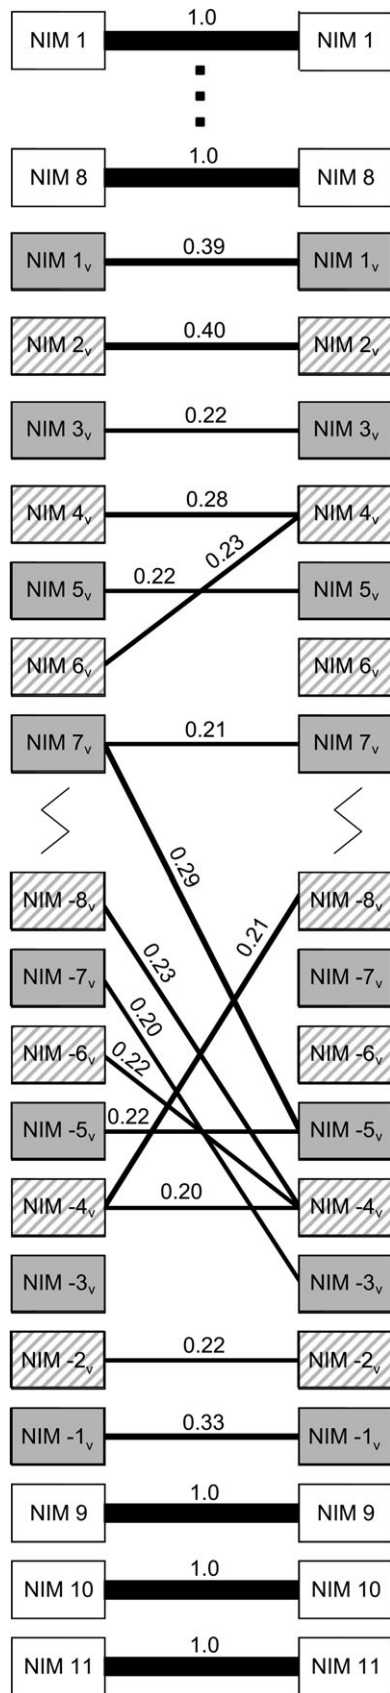 1.0
NIM 1 NIM 1
1.0
NIM 8 NIM 8
0.39
NIM 1v NIM 1v
0.40
NIM 2v NIM 2v
0.22
NIM 3v NIM 3v
0.28
NIM 4v NIM 4v
0.23
0.22
NIM 5v NIM 5v
NIM 6v NIM 6v
0.21
NIM 7v NIM 7v
0.29
NIM -8v NIM -8v
0.21
0.23
NIM -7v NIM -7v
0.20
NIM -6v NIM -6v
0.22
0.22
NIM -5v NIM -5v
0.20
NIM -4v NIM -4v
NIM -3v NIM -3v
0.22
NIM -2v NIM -2v
0.33
NIM -1v NIM -1v
1.0
NIM 9 NIM 9
1.0
NIM 10 NIM 10
1.0
NIM 11 NIM 11